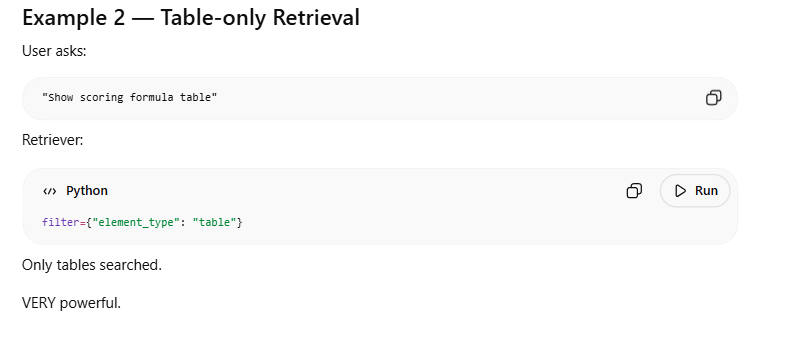 Example 2 — Table-only Retrieval
User asks:
"Show scoring formula table"
Retriever:
Python
Run
filter={"element_type": "table"}
Only tables searched.
VERY powerful.